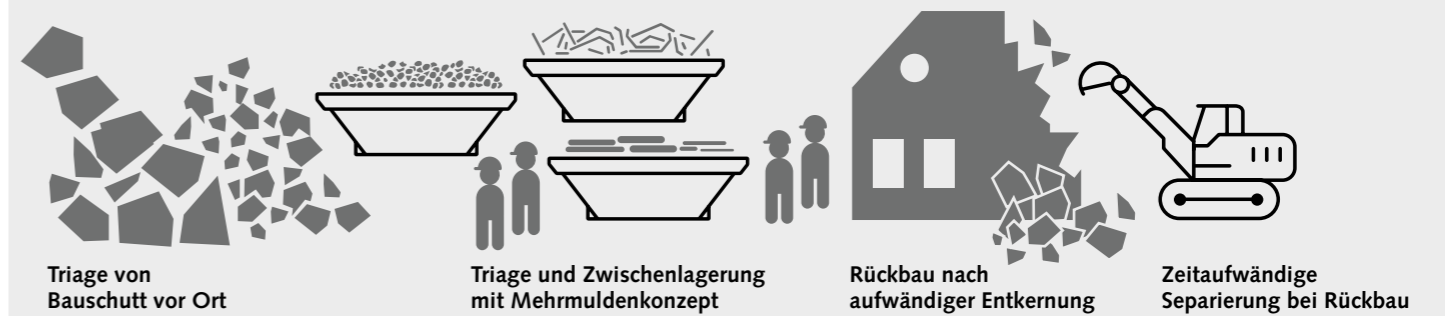 Triage von
Bauschutt vor Ort
Triage und Zwischenlagerung
mit Mehrmuldenkonzept
Rückbau nach
aufwändiger Entkernung
Zeitaufwändige
Separierung bei Rückbau